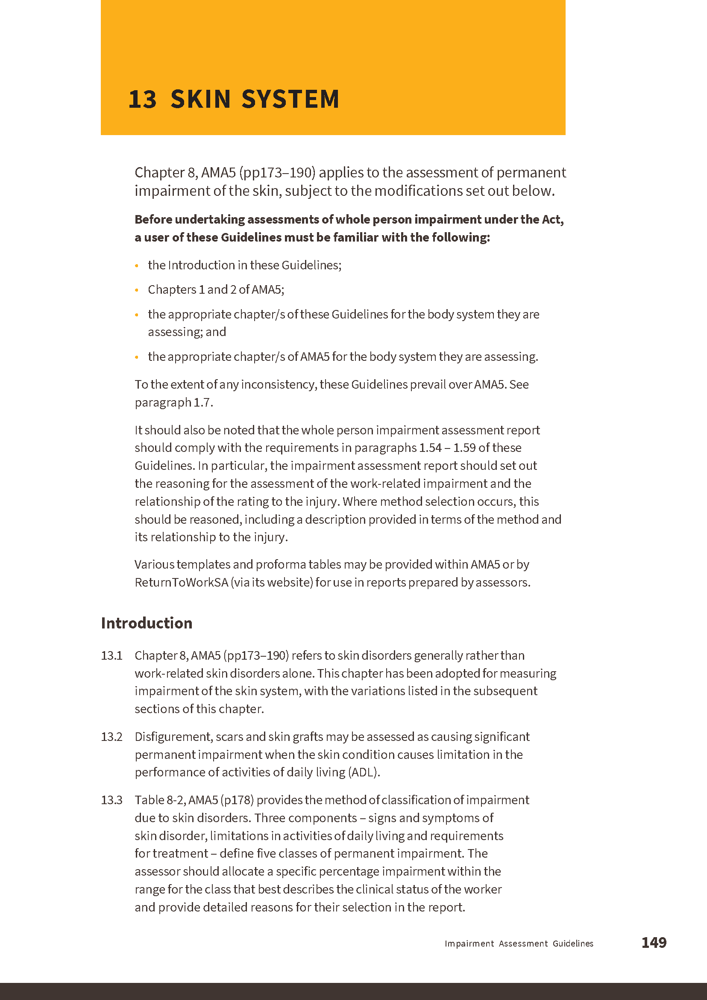 13 SKIN SYSTEM
Chapter 8, AMA5 (pp173–190) applies to the assessment of permanent
impairment of the skin, subject to the modifications set out below.
Before undertaking assessments of whole person impairment under the Act,
a user of these Guidelines must be familiar with the following:
• the Introduction in these Guidelines;
• Chapters 1 and 2 of AMA5;
• the appropriate chapter/s of these Guidelines for the body system they are
assessing; and
• the appropriate chapter/s of AMA5 for the body system they are assessing.
To the extent of any inconsistency, these Guidelines prevail over AMA5. See
paragraph 1.7.
It should also be noted that the whole person impairment assessment report
should comply with the requirements in paragraphs 1.54 – 1.59 of these
Guidelines. In particular, the impairment assessment report should set out
the reasoning for the assessment of the work-related impairment and the
relationship of the rating to the injury. Where method selection occurs, this
should be reasoned, including a description provided in terms of the method and
its relationship to the injury.
Various templates and proforma tables may be provided within AMA5 or by
ReturnToWorkSA (via its website) for use in reports prepared by assessors.
Introduction
13.1 Chapter 8, AMA5 (pp173–190) refers to skin disorders generally rather than
work-related skin disorders alone. This chapter has been adopted for measuring
impairment of the skin system, with the variations listed in the subsequent
sections of this chapter.
13.2 Disfigurement, scars and skin grafts may be assessed as causing significant
permanent impairment when the skin condition causes limitation in the
performance of activities of daily living (ADL).
13.3 Table 8-2, AMA5 (p178) provides the method of classification of impairment
due to skin disorders. Three components – signs and symptoms of
skin disorder, limitations in activities of daily living and requirements
for treatment – define five classes of permanent impairment. The
assessor should allocate a specific percentage impairment within the
range for the class that best describes the clinical status of the worker
and provide detailed reasons for their selection in the report.
Impairment Assessment Guidelines 149